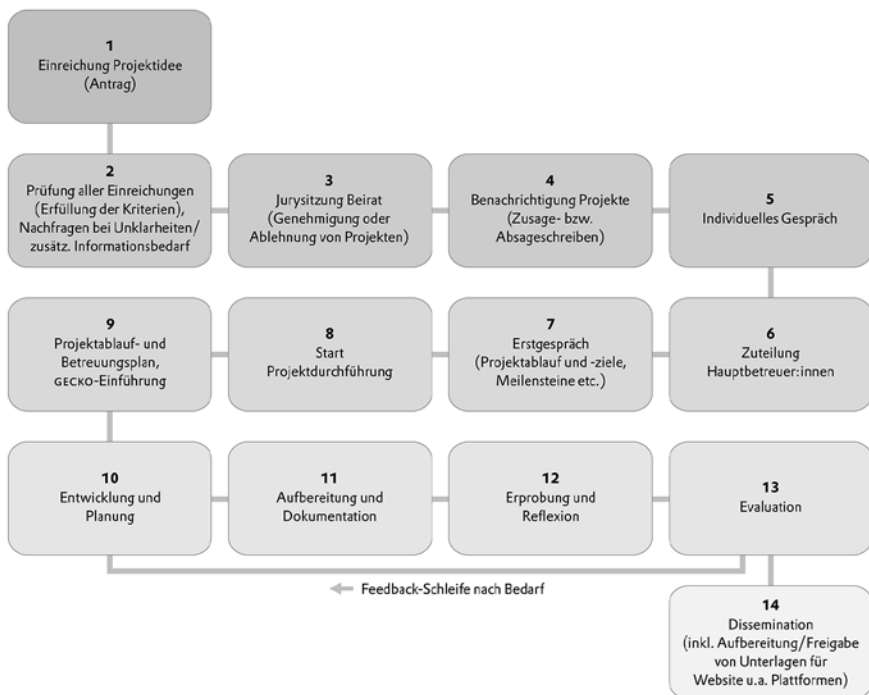 1
Einreichung Projektidee
(Antrag)
2
Prüfung aller Einreichungen
(Erfüllung der Kriterien),
Nachfragen bei Unklarheiten/
zusätz. Informationsbedarf
3
Jurysitzung Beirat
(Genehmigung oder
Ablehnung von Projekten)
4
Benachrichtigung Projekte
(Zusage- bzw.
Absageschreiben)
5
Individuelles Gespräch
6
Zuteilung
Hauptbetreuer:innen
7
Erstgespräch
(Projektablauf und -ziele,
Meilensteine etc.)
8
Start
Projektdurchführung
9
Projektablauf- und
Betreuungsplan,
GECKO-Einführung
10
Entwicklung und
Planung
11
Aufbereitung und
Dokumentation
12
Erprobung und
Reflexion
13
Evaluation
Feedback-Schleife nach Bedarf
14
Dissemination
(inkl. Aufbereitung/Freigabe
von Unterlagen für
Website u.a. Plattformen)